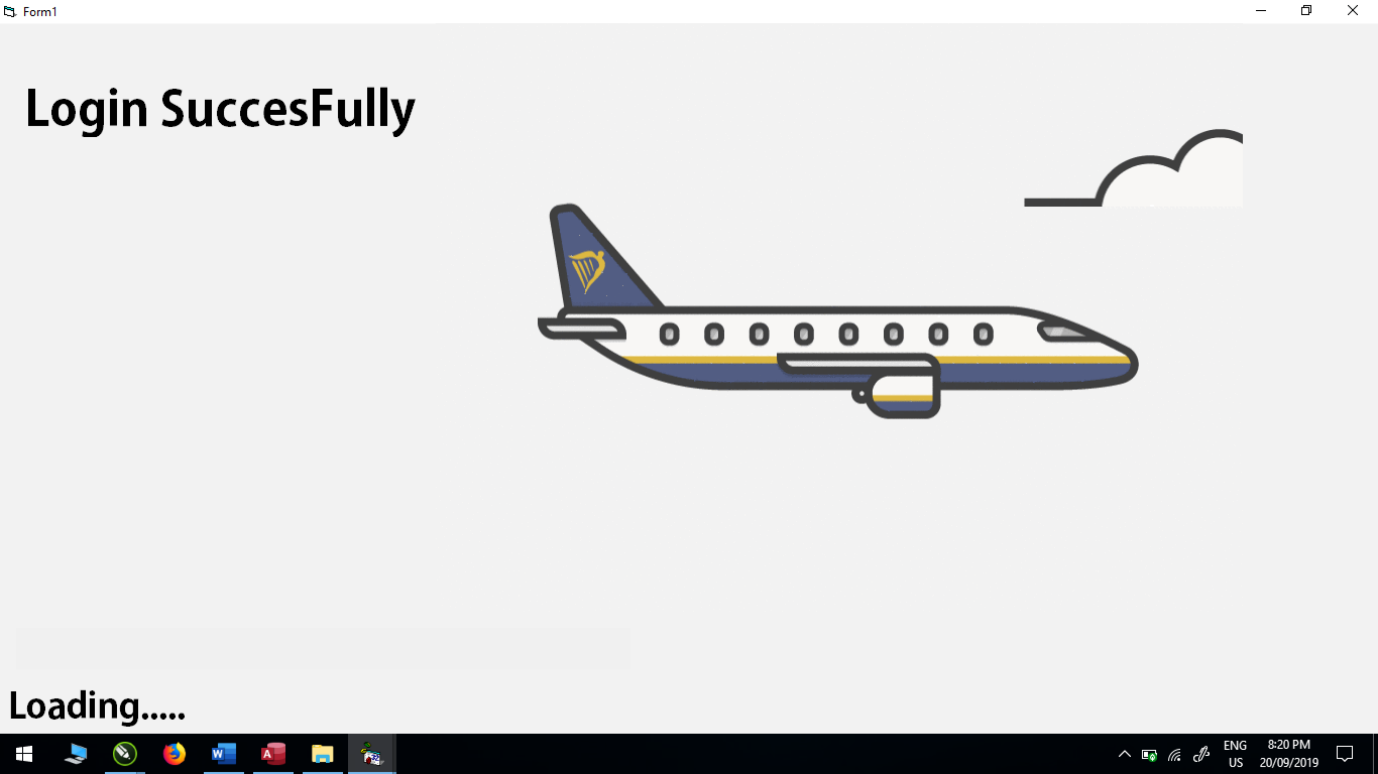 Form1
Login SuccesFully
Loading.....
W
A
ENG
US
8:20 PM
20/09/2019